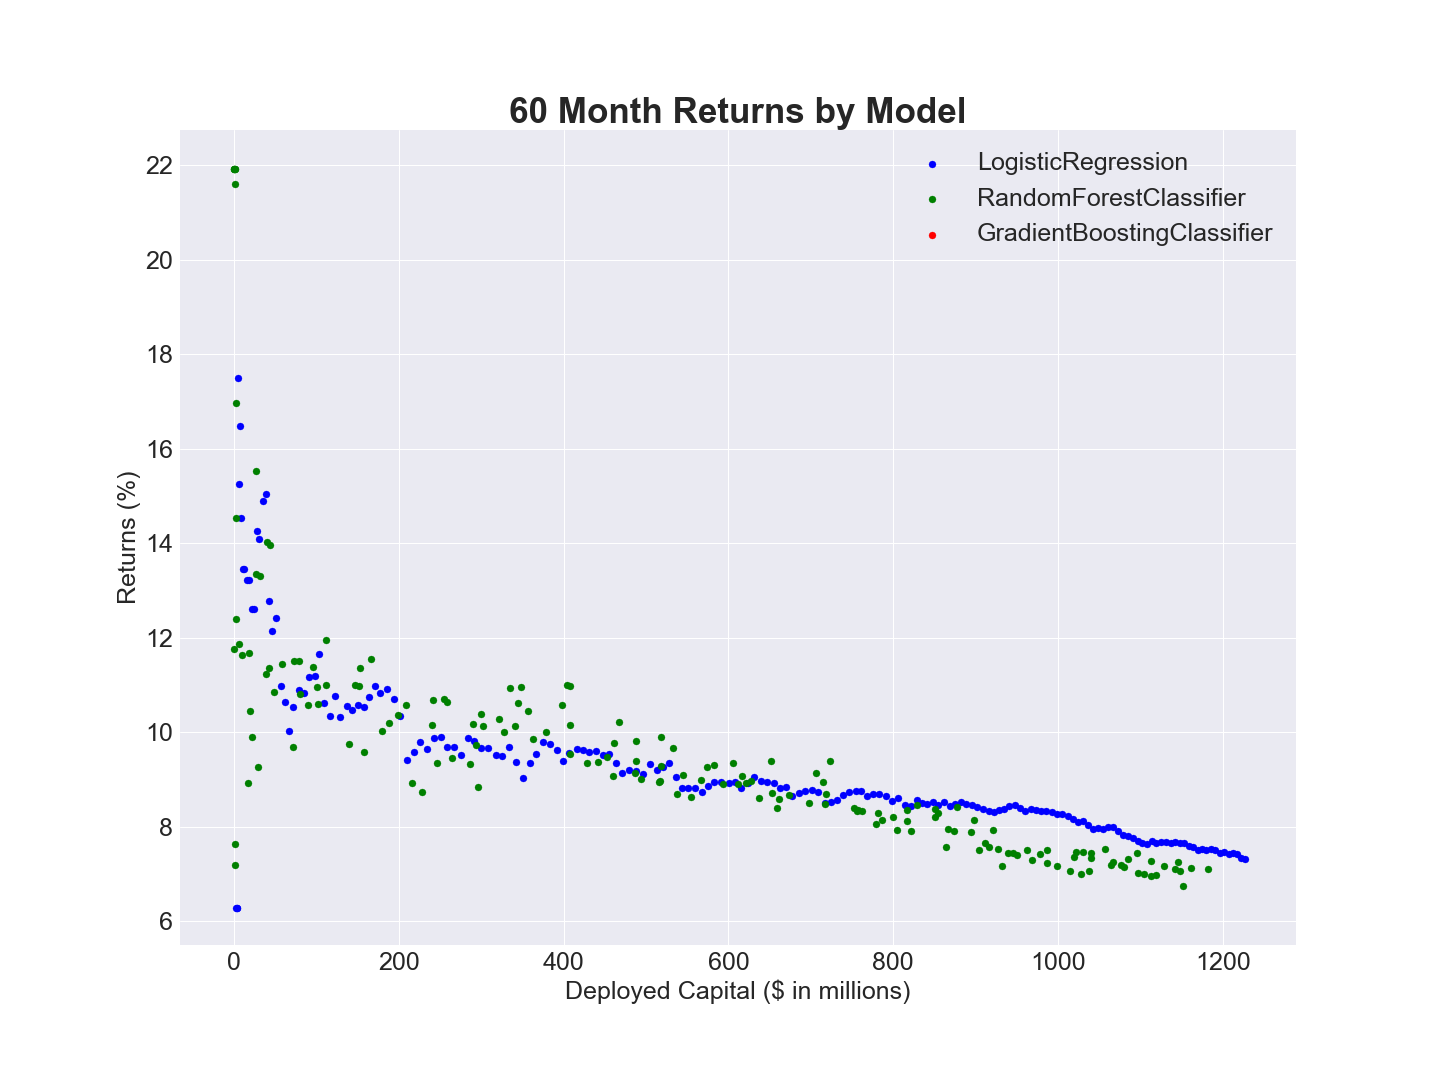 60 Month Returns by Model
LogisticRegression
RandomForestClassifier
GradientBoostingClassifier
22
20
18
16
14
12
10
8
6
Returns (%)
0 200 400 600 800 1000 1200
Deployed Capital ($ in millions)